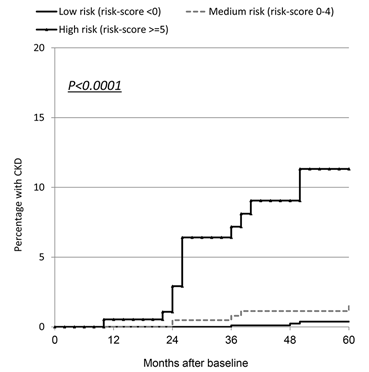 Low risk (risk-score <0) Medium risk (risk-score 0-4)
High risk (risk-score >=5)
20
P<0.0001
15
Percentage with CKD
10
5
0
0 12 24 36 48 60
Months after baseline